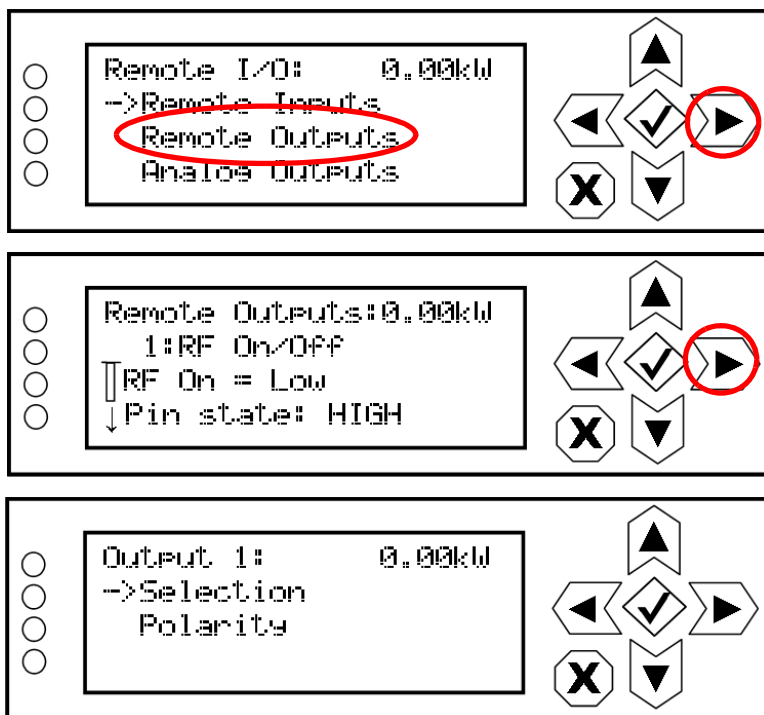 Remote I/O: 0.00kW
->Remote Inputs
Remote Outputs
Analog Outputs
Remote Outputs:0.00kW
1:RF On/Off
RF On = Low
↓Pin state: HIGH
Output 1: 0.00kW
->Selection
Polarity